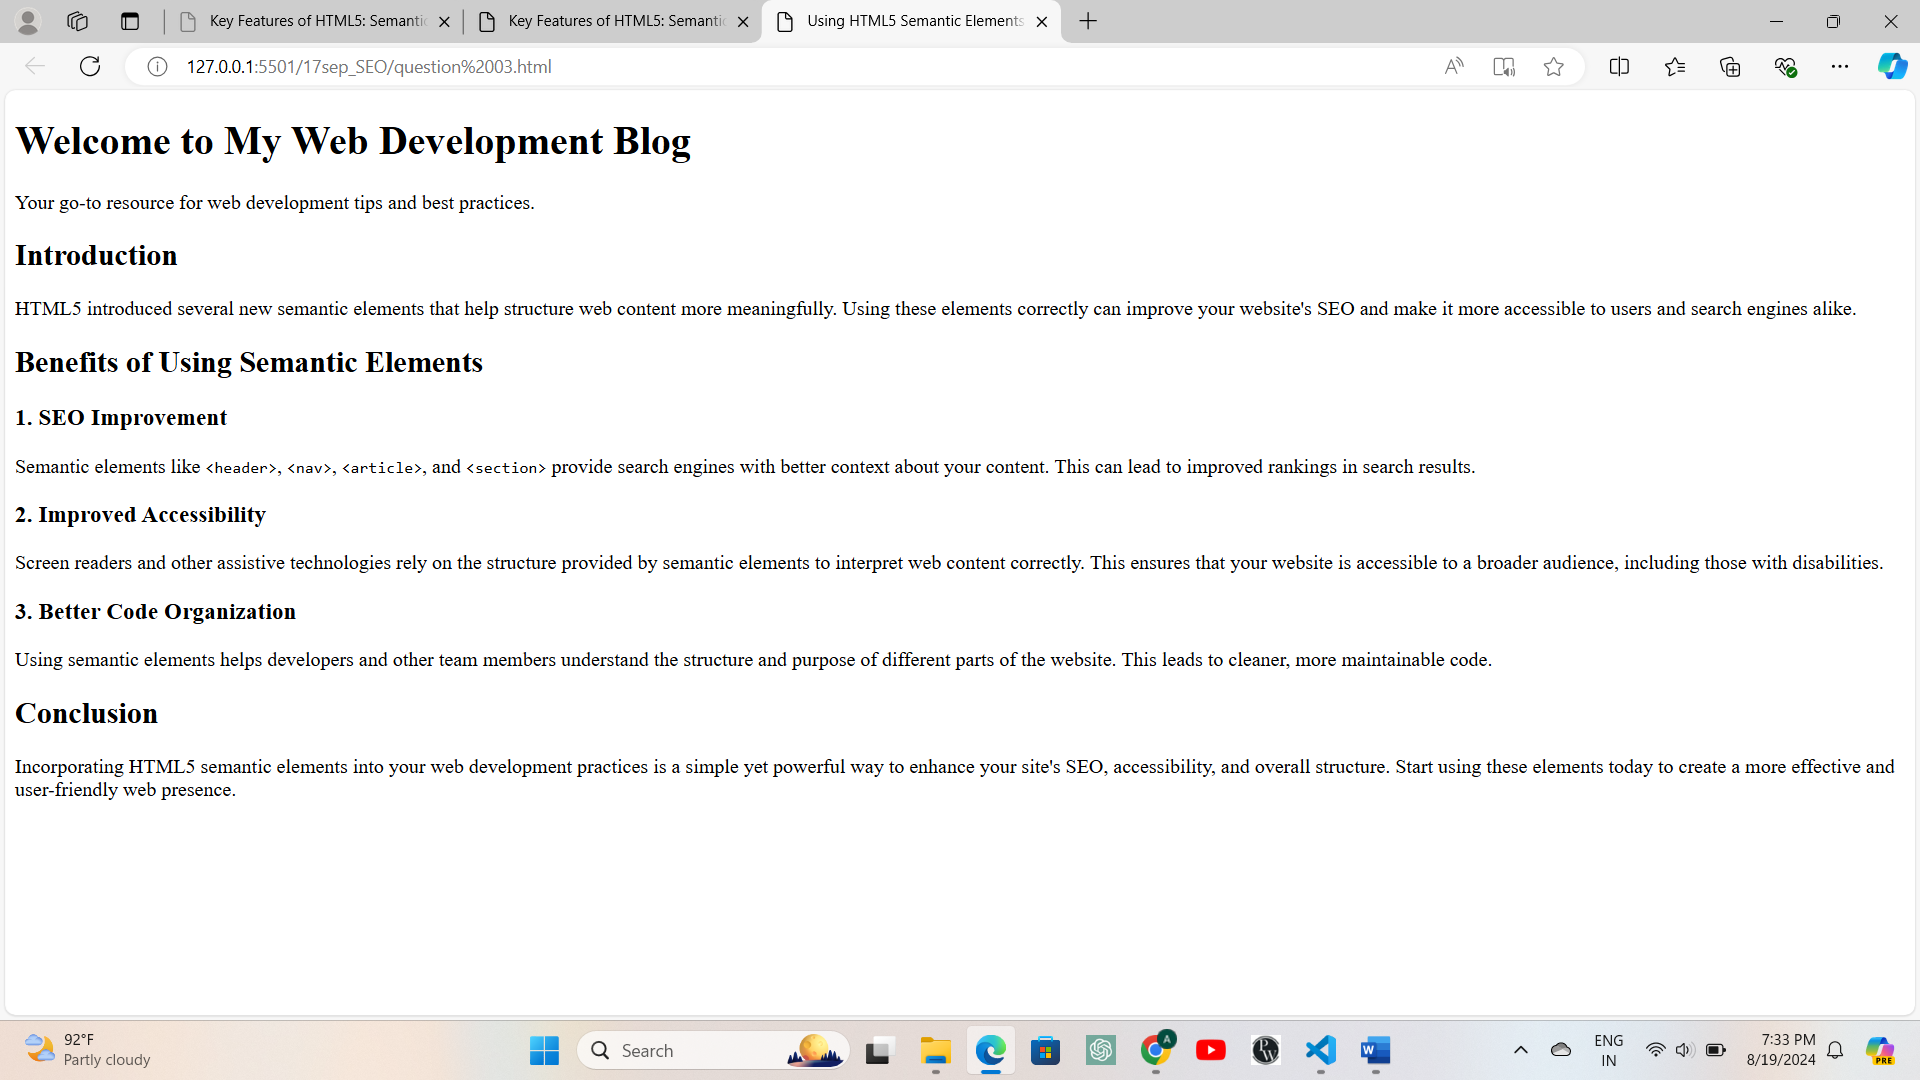 Key Features of HTML5: Semantic
Key Features of HTML5: Semantic
Using HTML5 Semantic Elements
127.0.0.1:5501/17sep_SEO/question%2003.html
Welcome to My Web Development Blog
Your go-to resource for web development tips and best practices.
Introduction
HTML5 introduced several new semantic elements that help structure web content more meaningfully. Using these elements correctly can improve your website's SEO and make it more accessible to users and search engines alike.
Benefits of Using Semantic Elements
1. SEO Improvement
Semantic elements like <header>, <nav>, <article>, and <section> provide search engines with better context about your content. This can lead to improved rankings in search results.
2. Improved Accessibility
Screen readers and other assistive technologies rely on the structure provided by semantic elements to interpret web content correctly. This ensures that your website is accessible to a broader audience, including those with disabilities.
3. Better Code Organization
Using semantic elements helps developers and other team members understand the structure and purpose of different parts of the website. This leads to cleaner, more maintainable code.
Conclusion
Incorporating HTML5 semantic elements into your web development practices is a simple yet powerful way to enhance your site's SEO, accessibility, and overall structure. Start using these elements today to create a more effective and
user-friendly web presence.
92°F
Partly cloudy
Search
A
W
ENG
IN
7:33 PM
8/19/2024
PRE